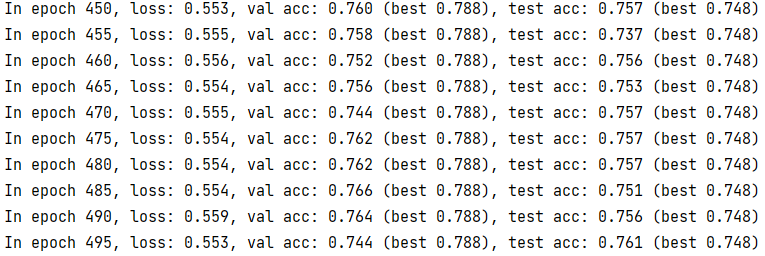 In epoch 450, loss: 0.553, val acc: 0.760 (best 0.788), test acc: 0.757 (best 0.748)
In epoch 455, loss: 0.555, val acc: 0.758 (best 0.788), test acc: 0.737 (best 0.748)
In epoch 460, loss: 0.556, val acc: 0.752 (best 0.788), test acc: 0.756 (best 0.748)
In epoch 465, loss: 0.554, val acc: 0.756 (best 0.788), test acc: 0.753 (best 0.748)
In epoch 470, loss: 0.555, val acc: 0.744 (best 0.788), test acc: 0.757 (best 0.748)
In epoch 475, loss: 0.554, val acc: 0.762 (best 0.788), test acc: 0.757 (best 0.748)
In epoch 480, loss: 0.554, val acc: 0.762 (best 0.788), test acc: 0.757 (best 0.748)
In epoch 485, loss: 0.554, val acc: 0.766 (best 0.788), test acc: 0.751 (best 0.748)
In epoch 490, loss: 0.559, val acc: 0.764 (best 0.788), test acc: 0.756 (best 0.748)
In epoch 495, loss: 0.553, val acc: 0.744 (best 0.788), test acc: 0.761 (best 0.748)